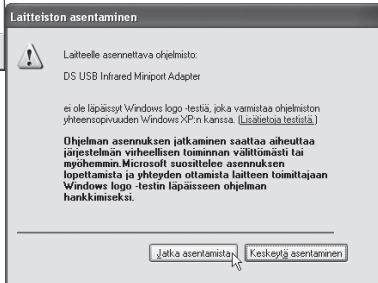 Laitteiston asentaminen
Laitteelle asennettava ohjelmisto:
DS USB Infrared Miniport Adapter
ei ole läpäissyt Windows logo -testiä, joka varmistaa ohjelmiston
yhteensopivuuden Windows XP:n kanssa. (Lisätietoja testistä.)
Ohjelman asennuksen jatkaminen saattaa aiheuttaa
järjestelmän virheellisen toiminnan välittömästi tai
myöhemmin.Microsoft suosittelee asennuksen
lopettamista ja yhteyden ottamista laitteen toimittajaan
Windows logo -testin läpäisseen ohjelman
hankkimiseksi.
Jatka asentamista Keskeytä asentaminen